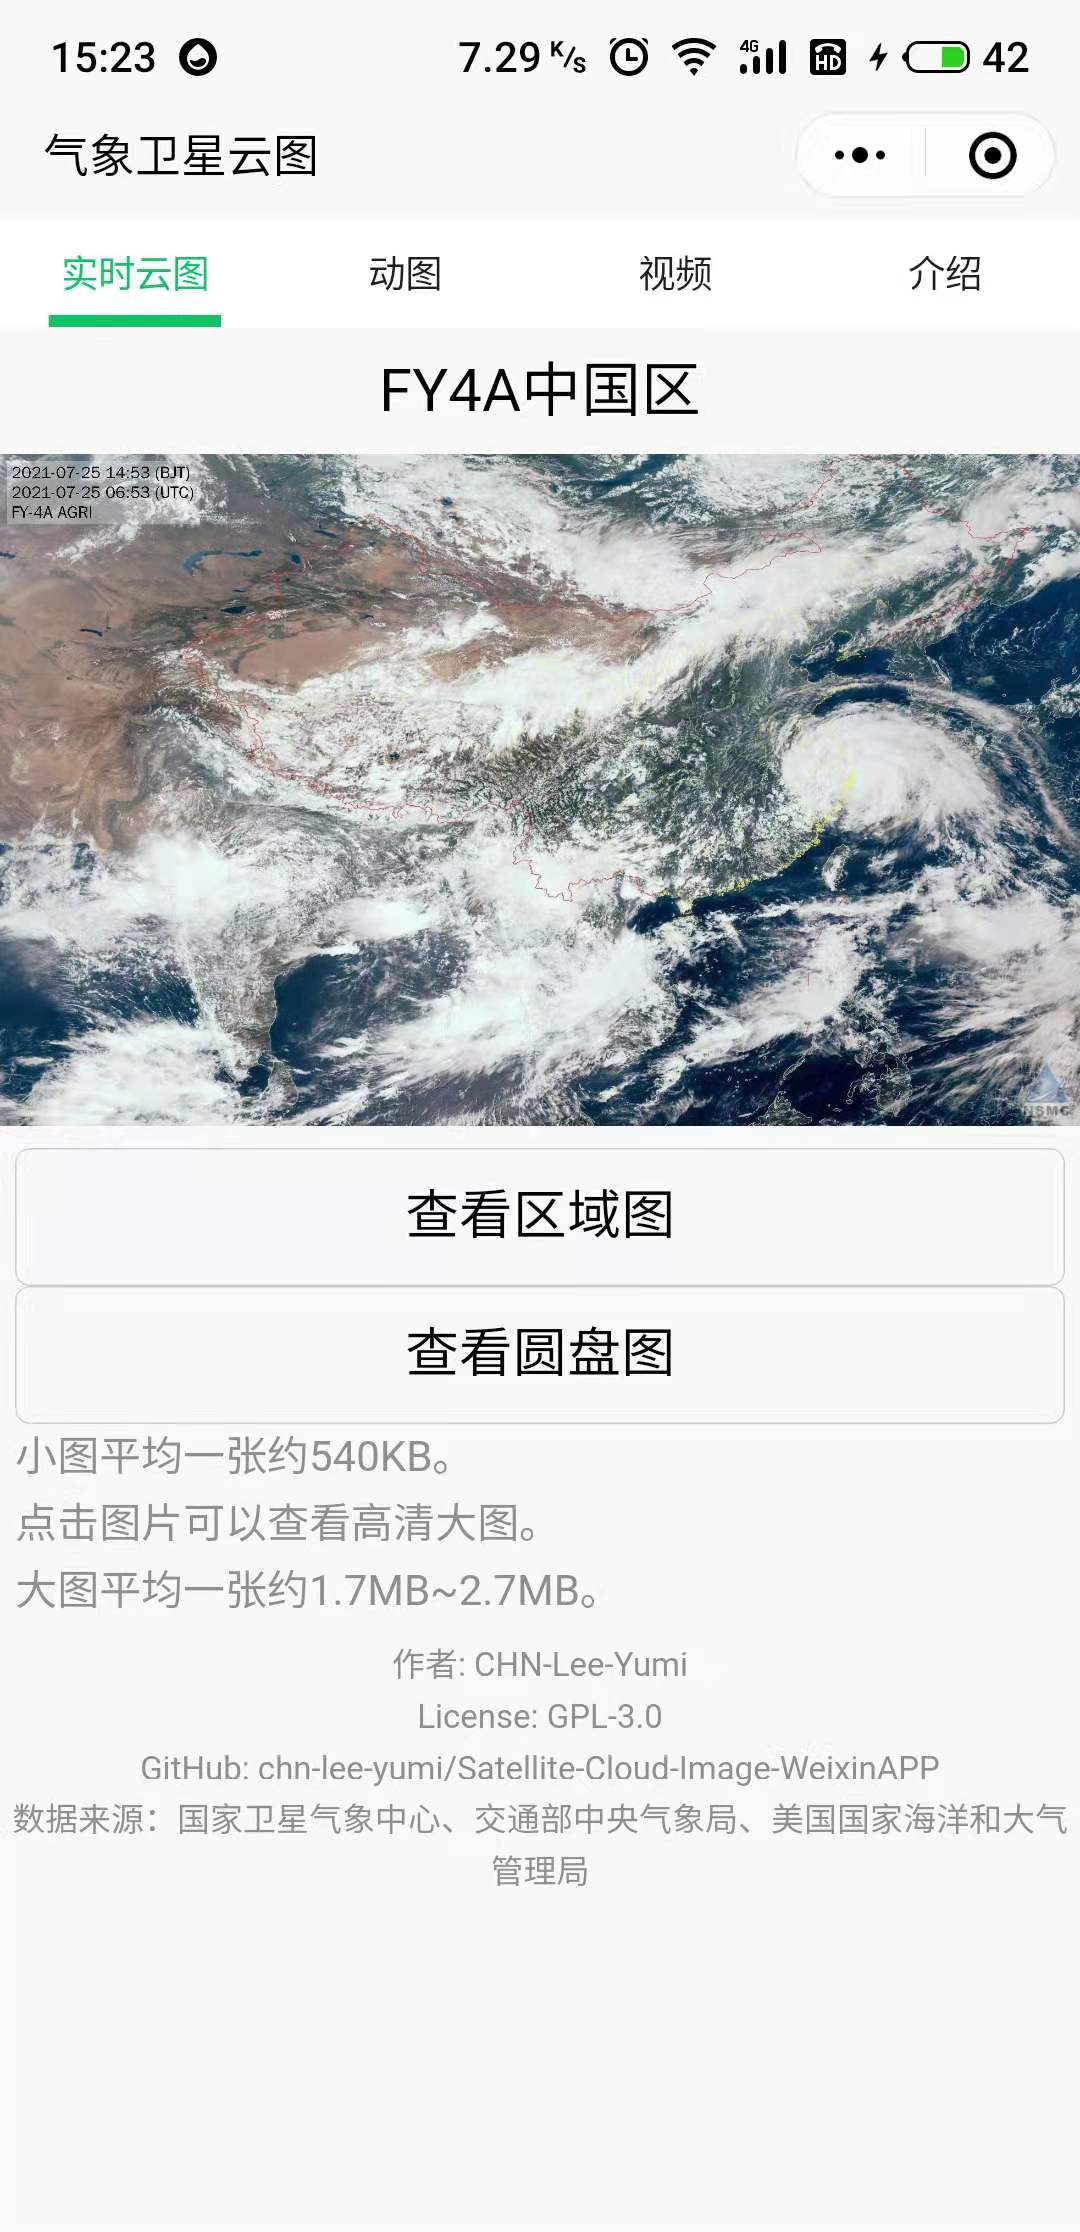 15:23 7.29 K/s 4G HD 42
气象卫星云图
实时云图 动图 视频 介绍
FY4A中国区
2021-07-25 14:53 (BJT)
2021-07-25 06:53 (UTC)
FY-4A AGRI
NSMC
查看区域图
查看圆盘图
小图平均一张约540KB。
点击图片可以查看高清大图。
大图平均一张约1.7MB~2.7MB。
作者: CHN-Lee-Yumi
License: GPL-3.0
GitHub: chn-lee-yumi/Satellite-Cloud-Image-WeixinAPP
数据来源：国家卫星气象中心、交通部中央气象局、美国国家海洋和大气
管理局